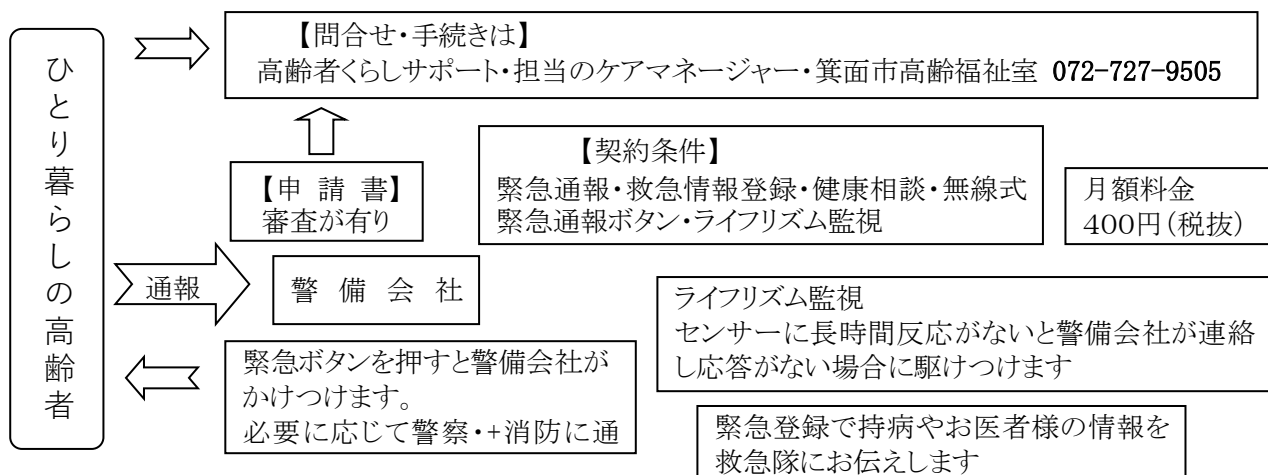 ひとり暮らしの高齢者
【問合せ・手続きは】
高齢者くらしサポート・担当のケアマネージャー・箕面市高齢福祉室 072-727-9505
【申 請 書】
審査が有り
【契約条件】
緊急通報・救急情報登録・健康相談・無線式
緊急通報ボタン・ライフリズム監視
月額料金
400円(税抜)
通報
警 備 会 社
ライフリズム監視
センサーに長時間反応がないと警備会社が連絡
し応答がない場合に駆けつけます
緊急ボタンを押すと警備会社が
かけつけます。
必要に応じて警察・+消防に通
緊急登録で持病やお医者様の情報を
救急隊にお伝えします